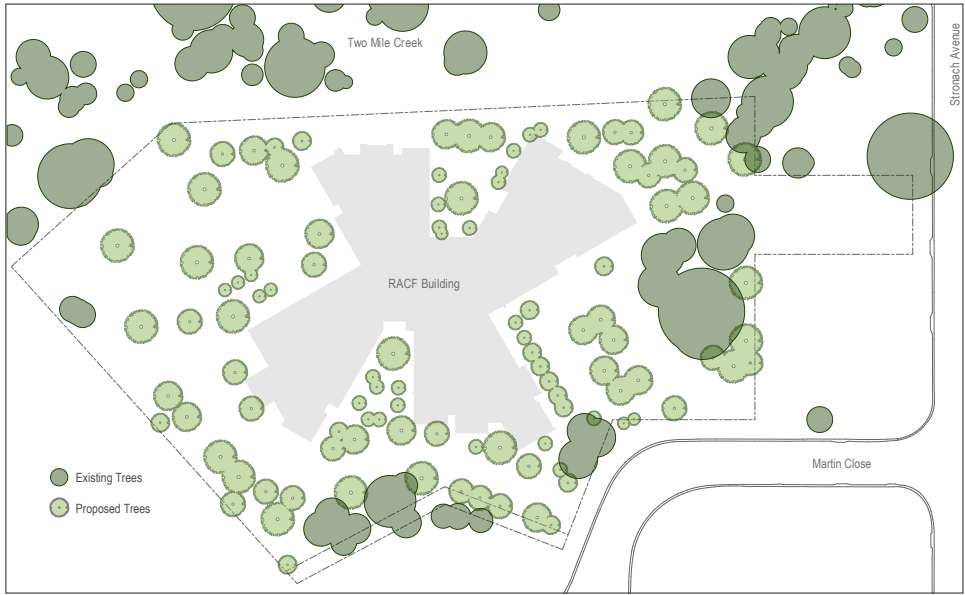 Two Mile Creek
Stronach Avenue
RACF Building
Martin Close
Existing Trees
Proposed Trees